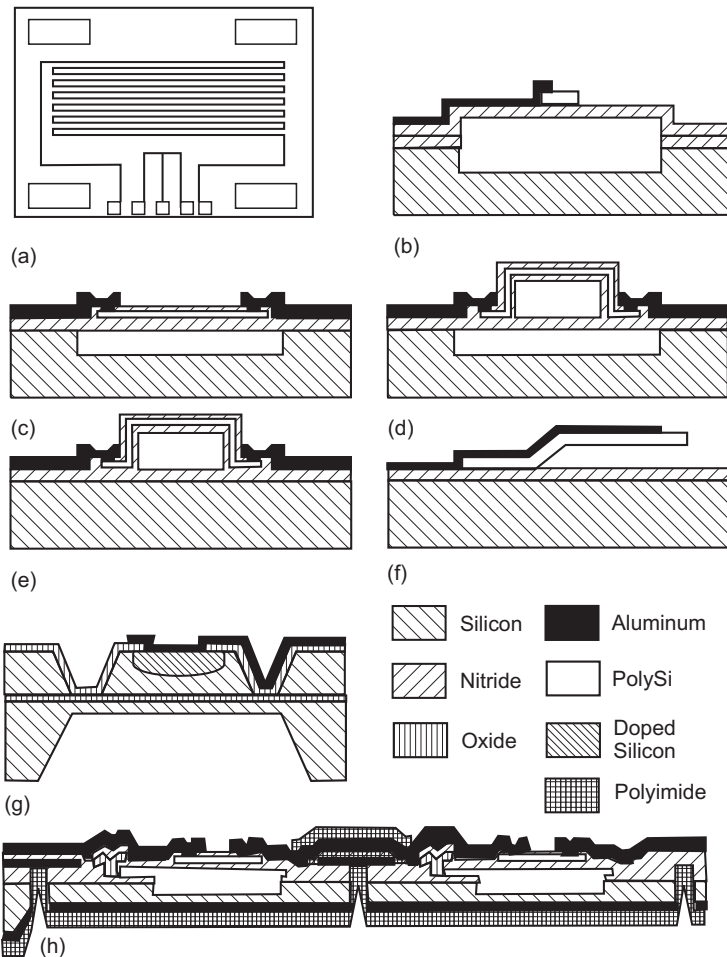 (a)
(b)
(c)
(d)
(e)
(f)
Silicon
Aluminum
Nitride
PolySi
Oxide
Doped
Silicon
Polyimide
(g)
(h)